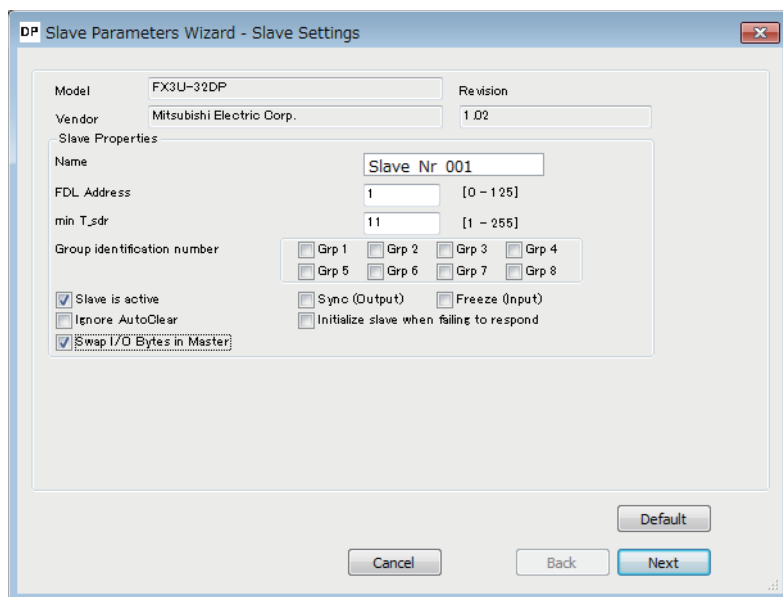 DP Slave Parameters Wizard - Slave Settings
Model FX3U-32DP Revision
Vendor Mitsubishi Electric Corp. 1.02
Slave Properties
Name Slave_Nr_001
FDL Address 1 [0 - 125]
min T_sdr 11 [1 - 255]
Group identification number Grp 1 Grp 2 Grp 3 Grp 4
Grp 5 Grp 6 Grp 7 Grp 8
Slave is active Sync (Output) Freeze (Input)
Ignore AutoClear Initialize slave when failing to respond
Swap I/O Bytes in Master
Default
Cancel Back Next